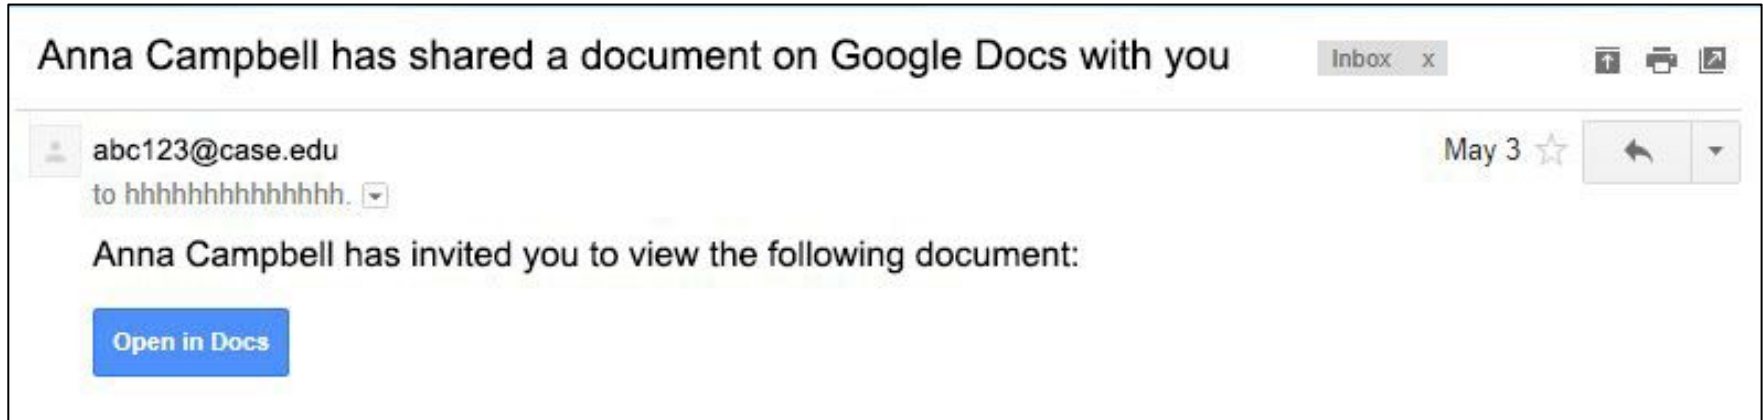 Anna Campbell has shared a document on Google Docs with you Inbox x
abc123@case.edu May 3
to hhhhhhhhhhhhhh.
Anna Campbell has invited you to view the following document:
Open in Docs